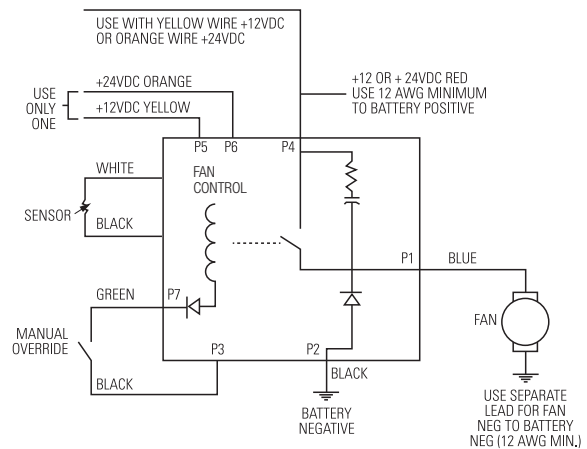 USE WITH YELLOW WIRE +12VDC
OR ORANGE WIRE +24VDC
+24VDC ORANGE
+12VDC YELLOW
USE
ONLY
ONE
+12 OR + 24VDC RED
USE 12 AWG MINIMUM
TO BATTERY POSITIVE
P5
P6
P4
WHITE
FAN
CONTROL
SENSOR
BLACK
P1
BLUE
GREEN
P7
FAN
MANUAL
OVERRIDE
P3
P2
BLACK
BLACK
BATTERY
NEGATIVE
USE SEPARATE
LEAD FOR FAN
NEG TO BATTERY
NEG (12 AWG MIN.)